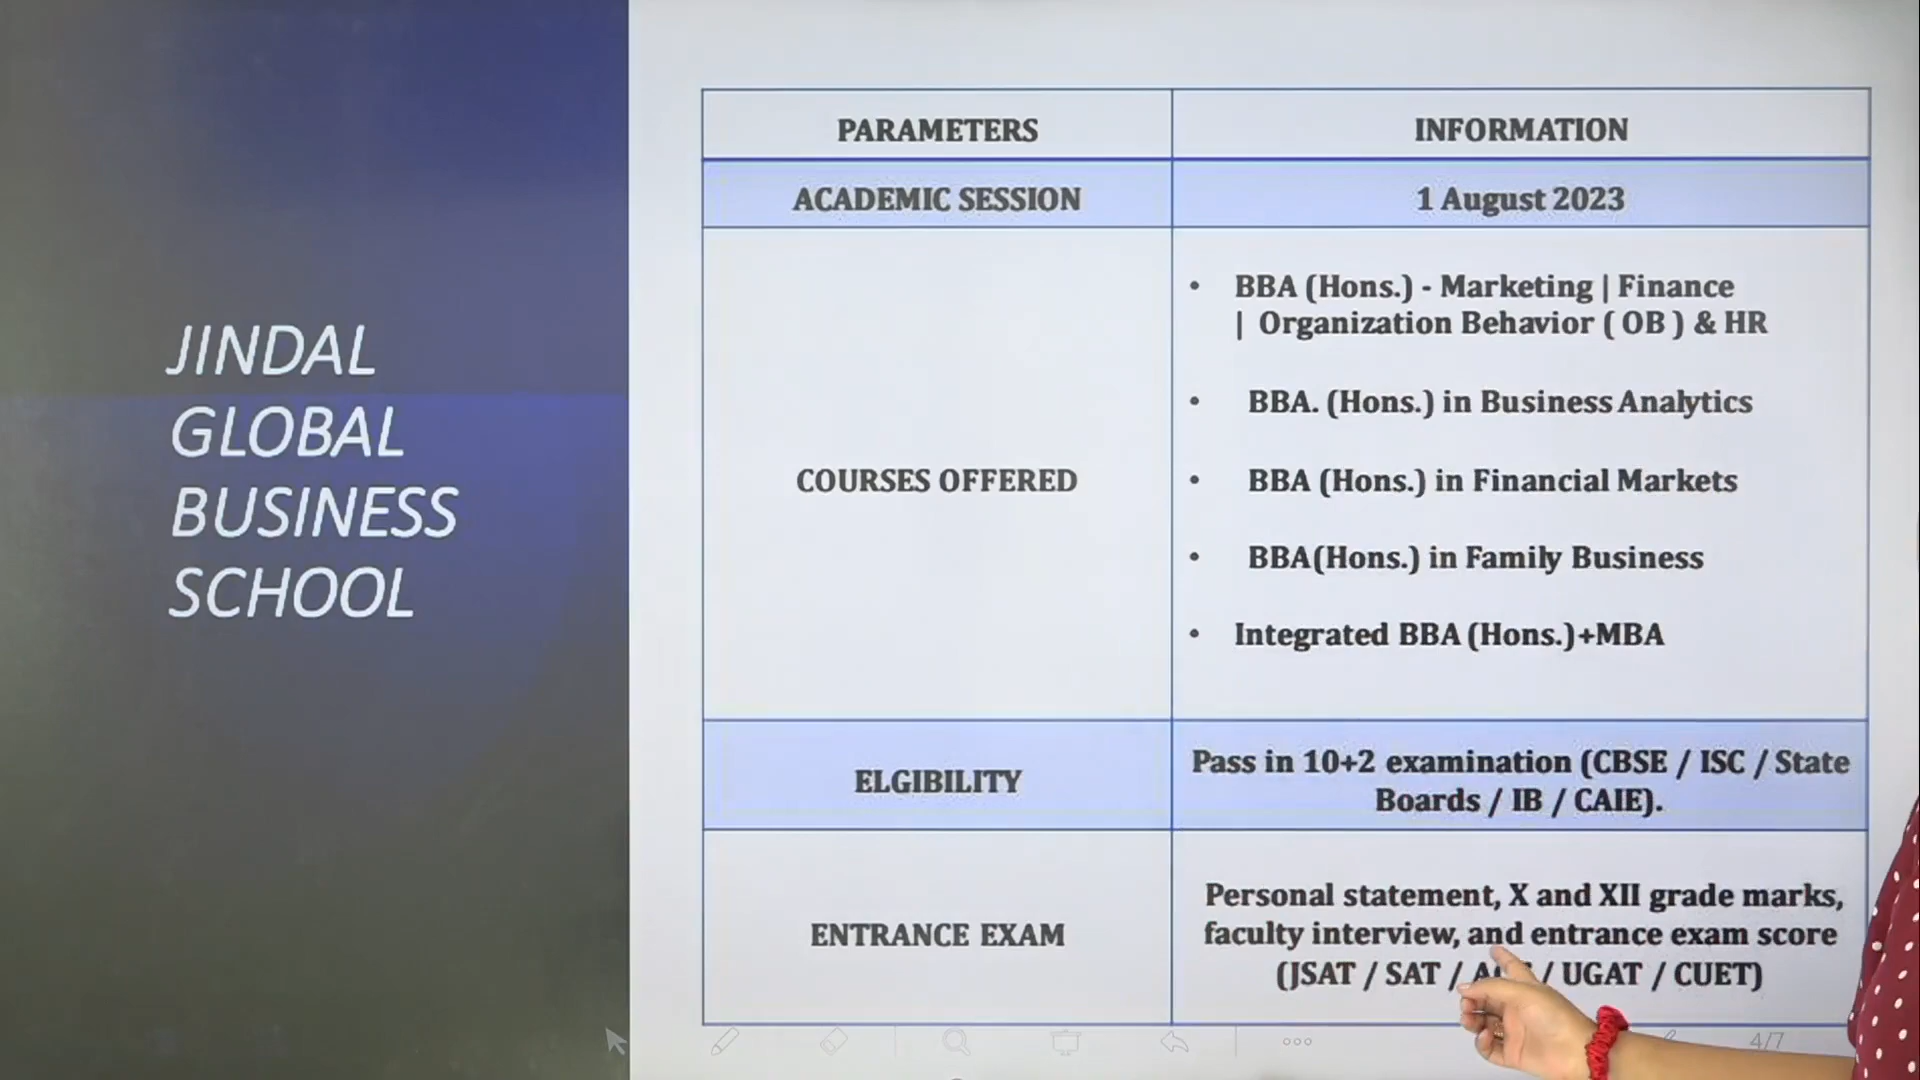 JINDAL
GLOBAL
BUSINESS
SCHOOL
PARAMETERS
INFORMATION
ACADEMIC SESSION
1 August 2023
COURSES OFFERED
• BBA (Hons.) - Marketing | Finance
| Organization Behavior ( OB ) & HR
• BBA. (Hons.) in Business Analytics
• BBA (Hons.) in Financial Markets
• BBA(Hons.) in Family Business
• Integrated BBA (Hons.)+MBA
ELGIBILITY
Pass in 10+2 examination (CBSE / ISC / State
Boards / IB / CAIE).
ENTRANCE EXAM
Personal statement, X and XII grade marks,
faculty interview, and entrance exam score
(JSAT / SAT / / UGAT / CUET)
4/7